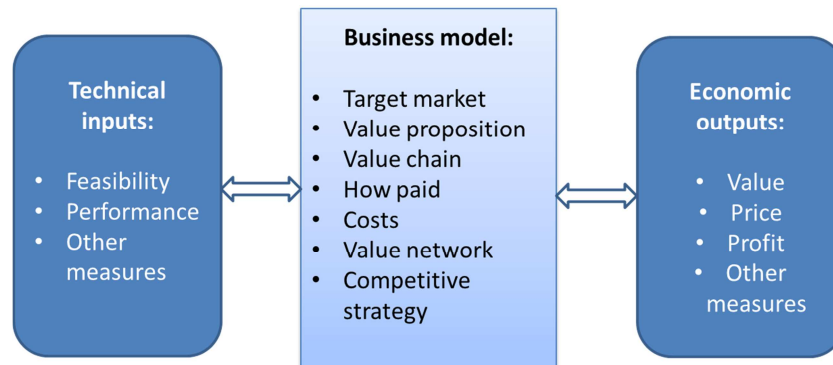 Technical
inputs:
• Feasibility
• Performance
• Other
measures
Business model:
• Target market
• Value proposition
• Value chain
• How paid
• Costs
• Value network
• Competitive
strategy
Economic
outputs:
• Value
• Price
• Profit
• Other
measures